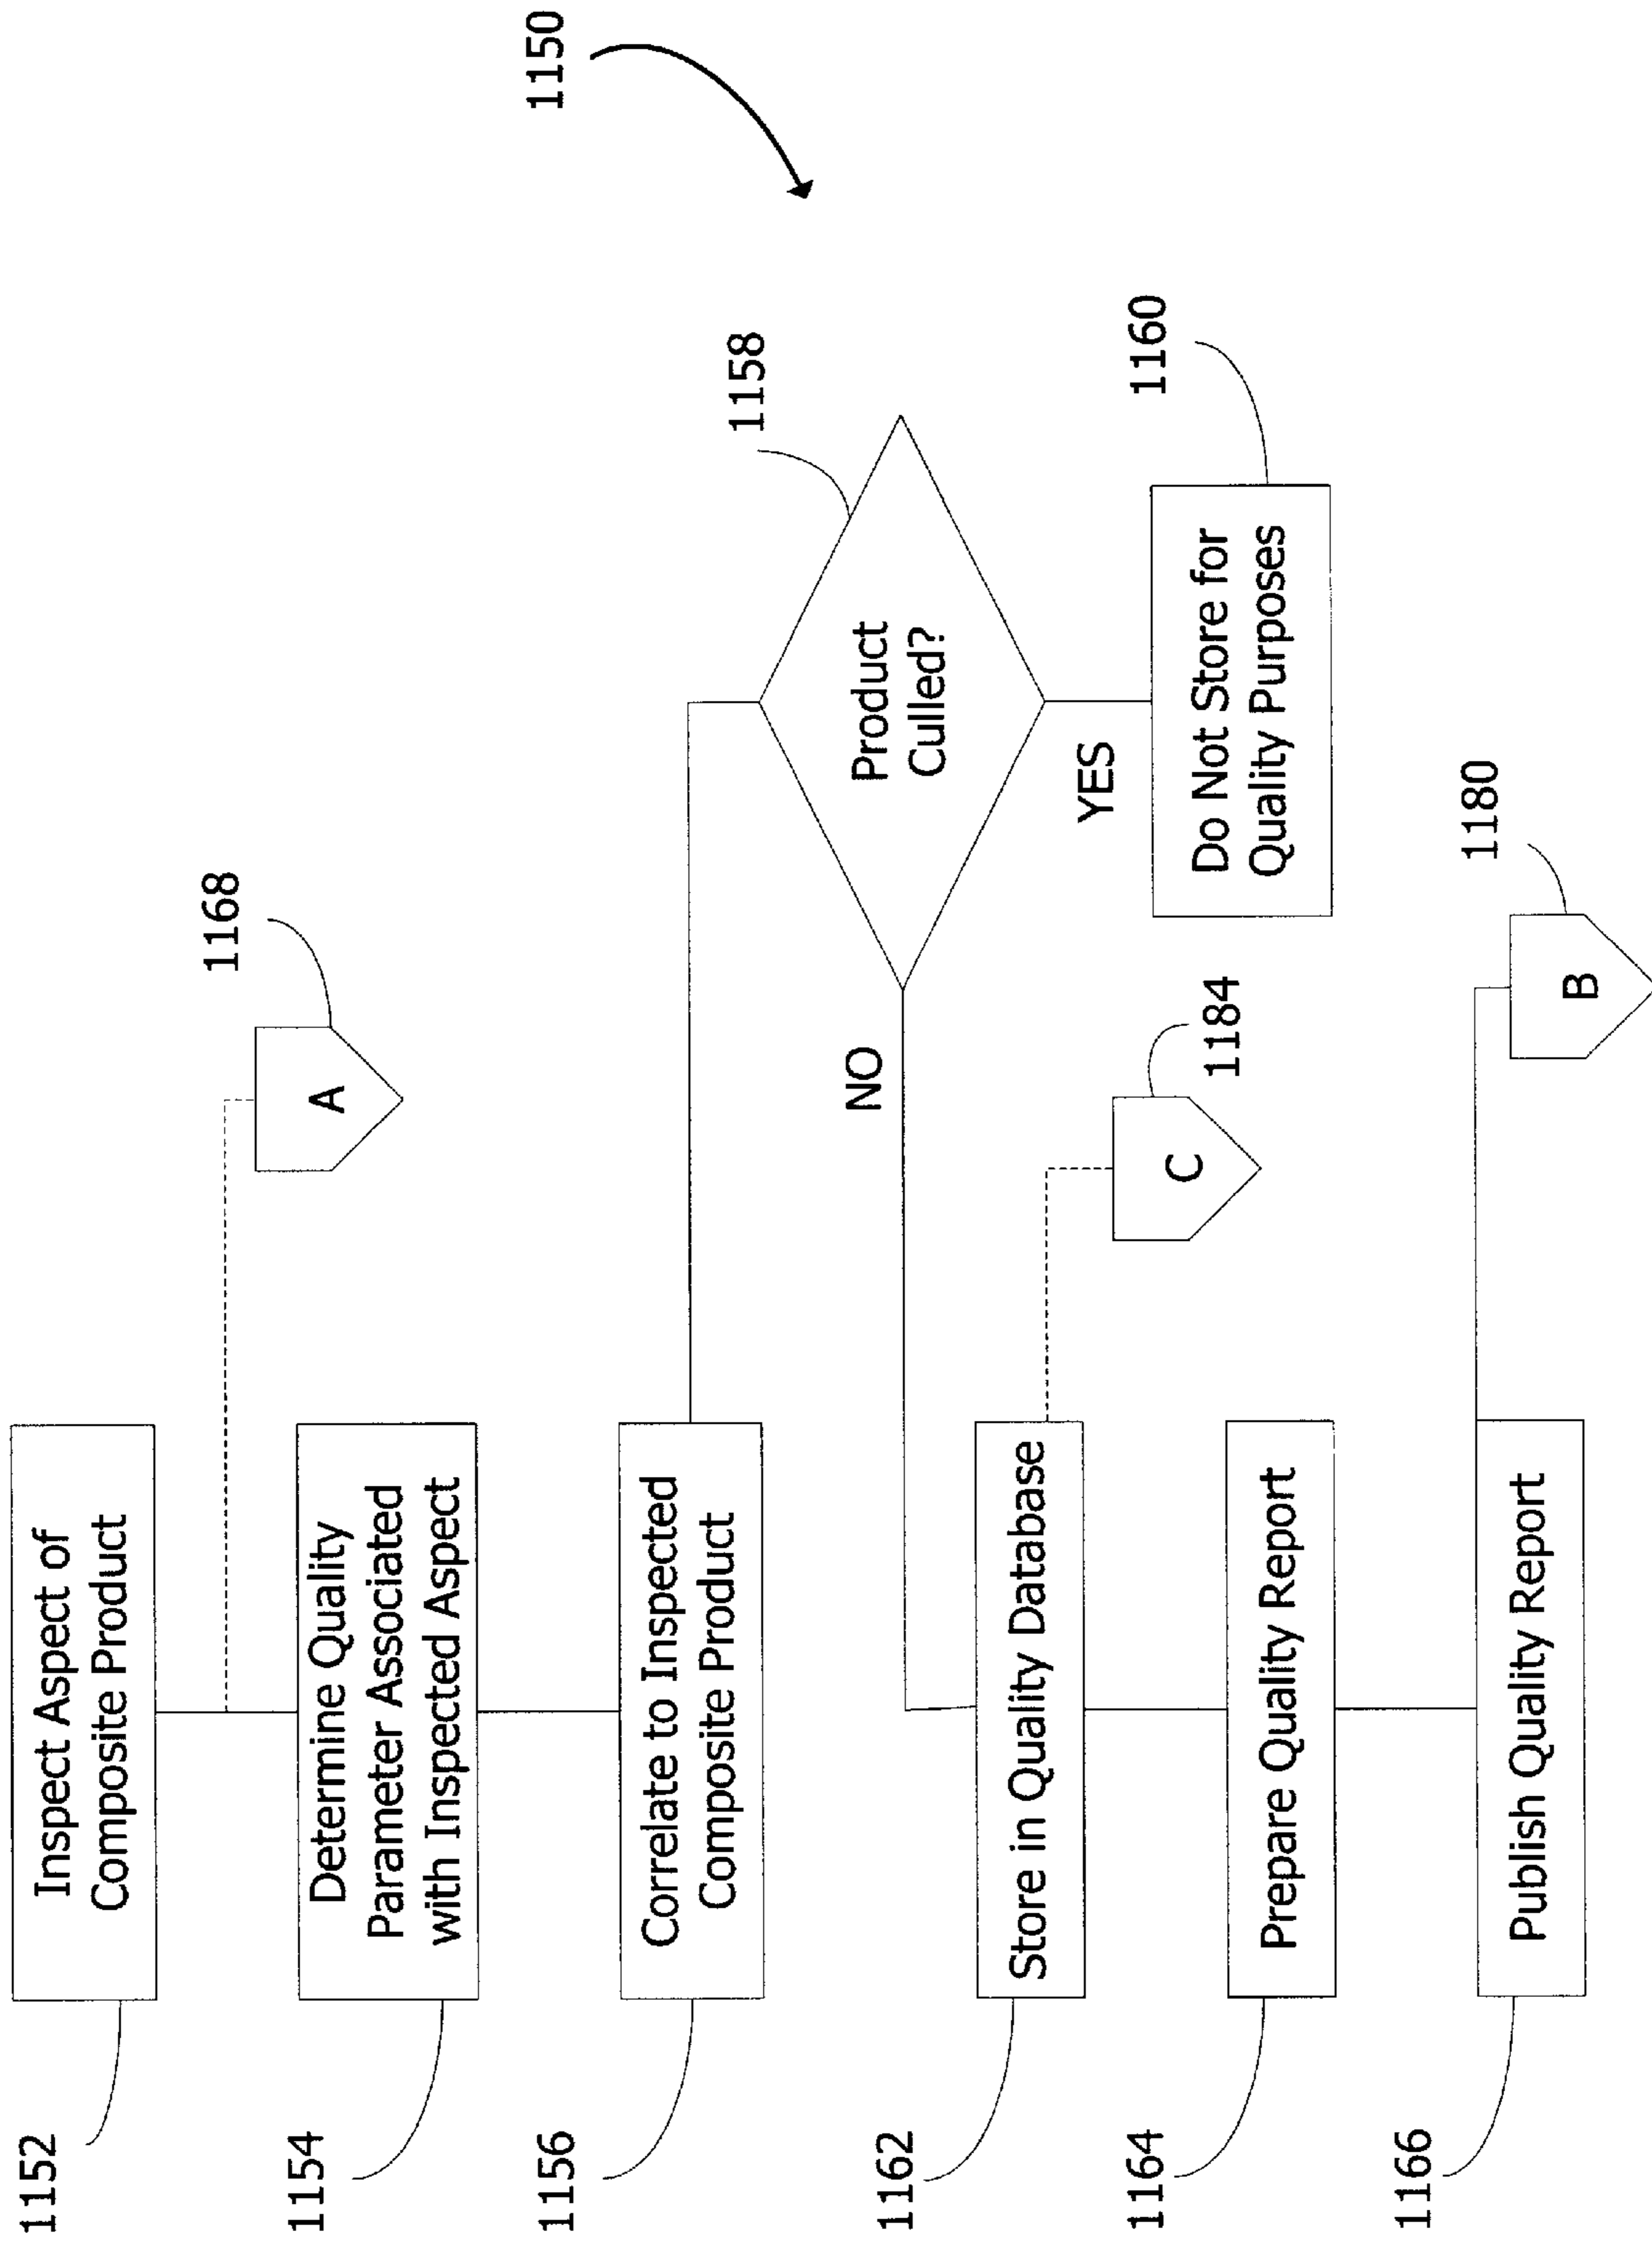 1150
1152
Inspect Aspect of
Composite Product
1168
A
1154
Determine Quality
Parameter Associated
with Inspected Aspect
1156
Correlate to Inspected
Composite Product
1158
Product
Culled?
NO
YES
1160
Do Not Store for
Quality Purposes
1162
Store in Quality Database
1184
C
1164
Prepare Quality Report
1166
Publish Quality Report
1180
B